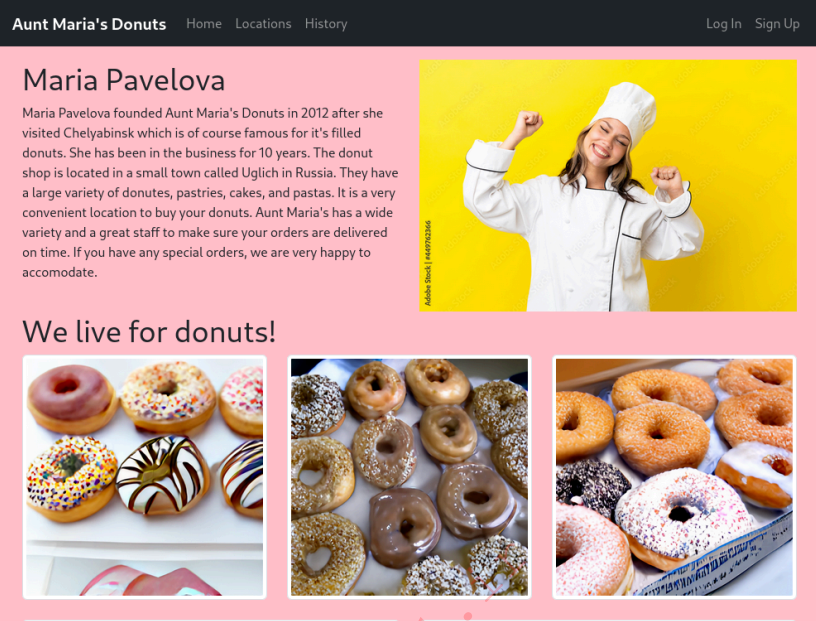 Aunt Maria's Donuts Home Locations History Log In Sign Up
Maria Pavelova
Maria Pavelova founded Aunt Maria's Donuts in 2012 after she
visited Chelyabinsk which is of course famous for it's filled
donuts. She has been in the business for 10 years. The donut
shop is located in a small town called Uglich in Russia. They have
a large variety of donutes, pastries, cakes, and pastas. It is a very
convenient location to buy your donuts. Aunt Maria's has a wide
variety and a great staff to make sure your orders are delivered
on time. If you have any special orders, we are very happy to
accomodate.
Adobe Stock | #449762366
We live for donuts!